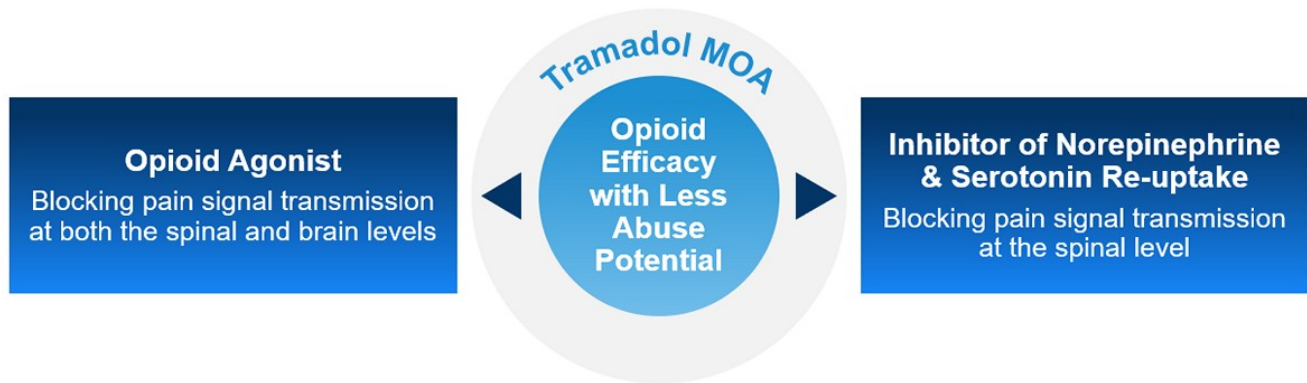 Tramadol MOA
Opioid Agonist
Blocking pain signal transmission
at both the spinal and brain levels
Opioid
Efficacy
with Less
Abuse
Potential
Inhibitor of Norepinephrine
& Serotonin Re-uptake
Blocking pain signal transmission
at the spinal level